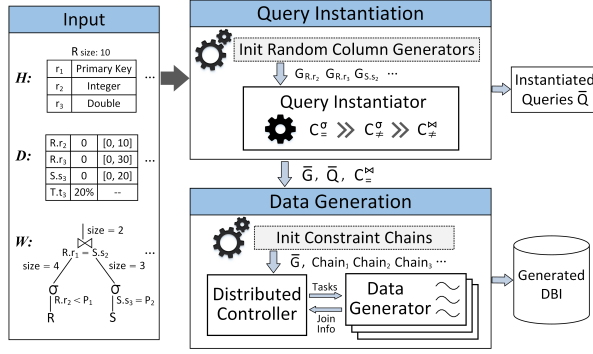 Input
R size: 10
H:
r₁ Primary Key
r₂ Integer
r₃ Double
...
D:
R.r₂ 0 [0, 10]
R.r₃ 0 [0, 30]
S.s₃ 0 [0, 20]
T.t₃ 20% --
...
W:
size = 2
⋈
R.r₁ = S.s₂
...
size = 4 size = 3
σ σ
R.r₂ < P₁ S.s₃ = P₂
R S
Query Instantiation
Init Random Column Generators
G R.r₂ G R.r₃ G S.s₂ ...
Query Instantiator
C=σ >> C≠σ >> C≠⋈
Instantiated
Queries Q̅
G̅, Q̅, C=⋈
Data Generation
Init Constraint Chains
G̅, Chain₁ Chain₂ Chain₃ ...
Distributed
Controller
Tasks
Join
Info
Data
Generator
Generated
DBI